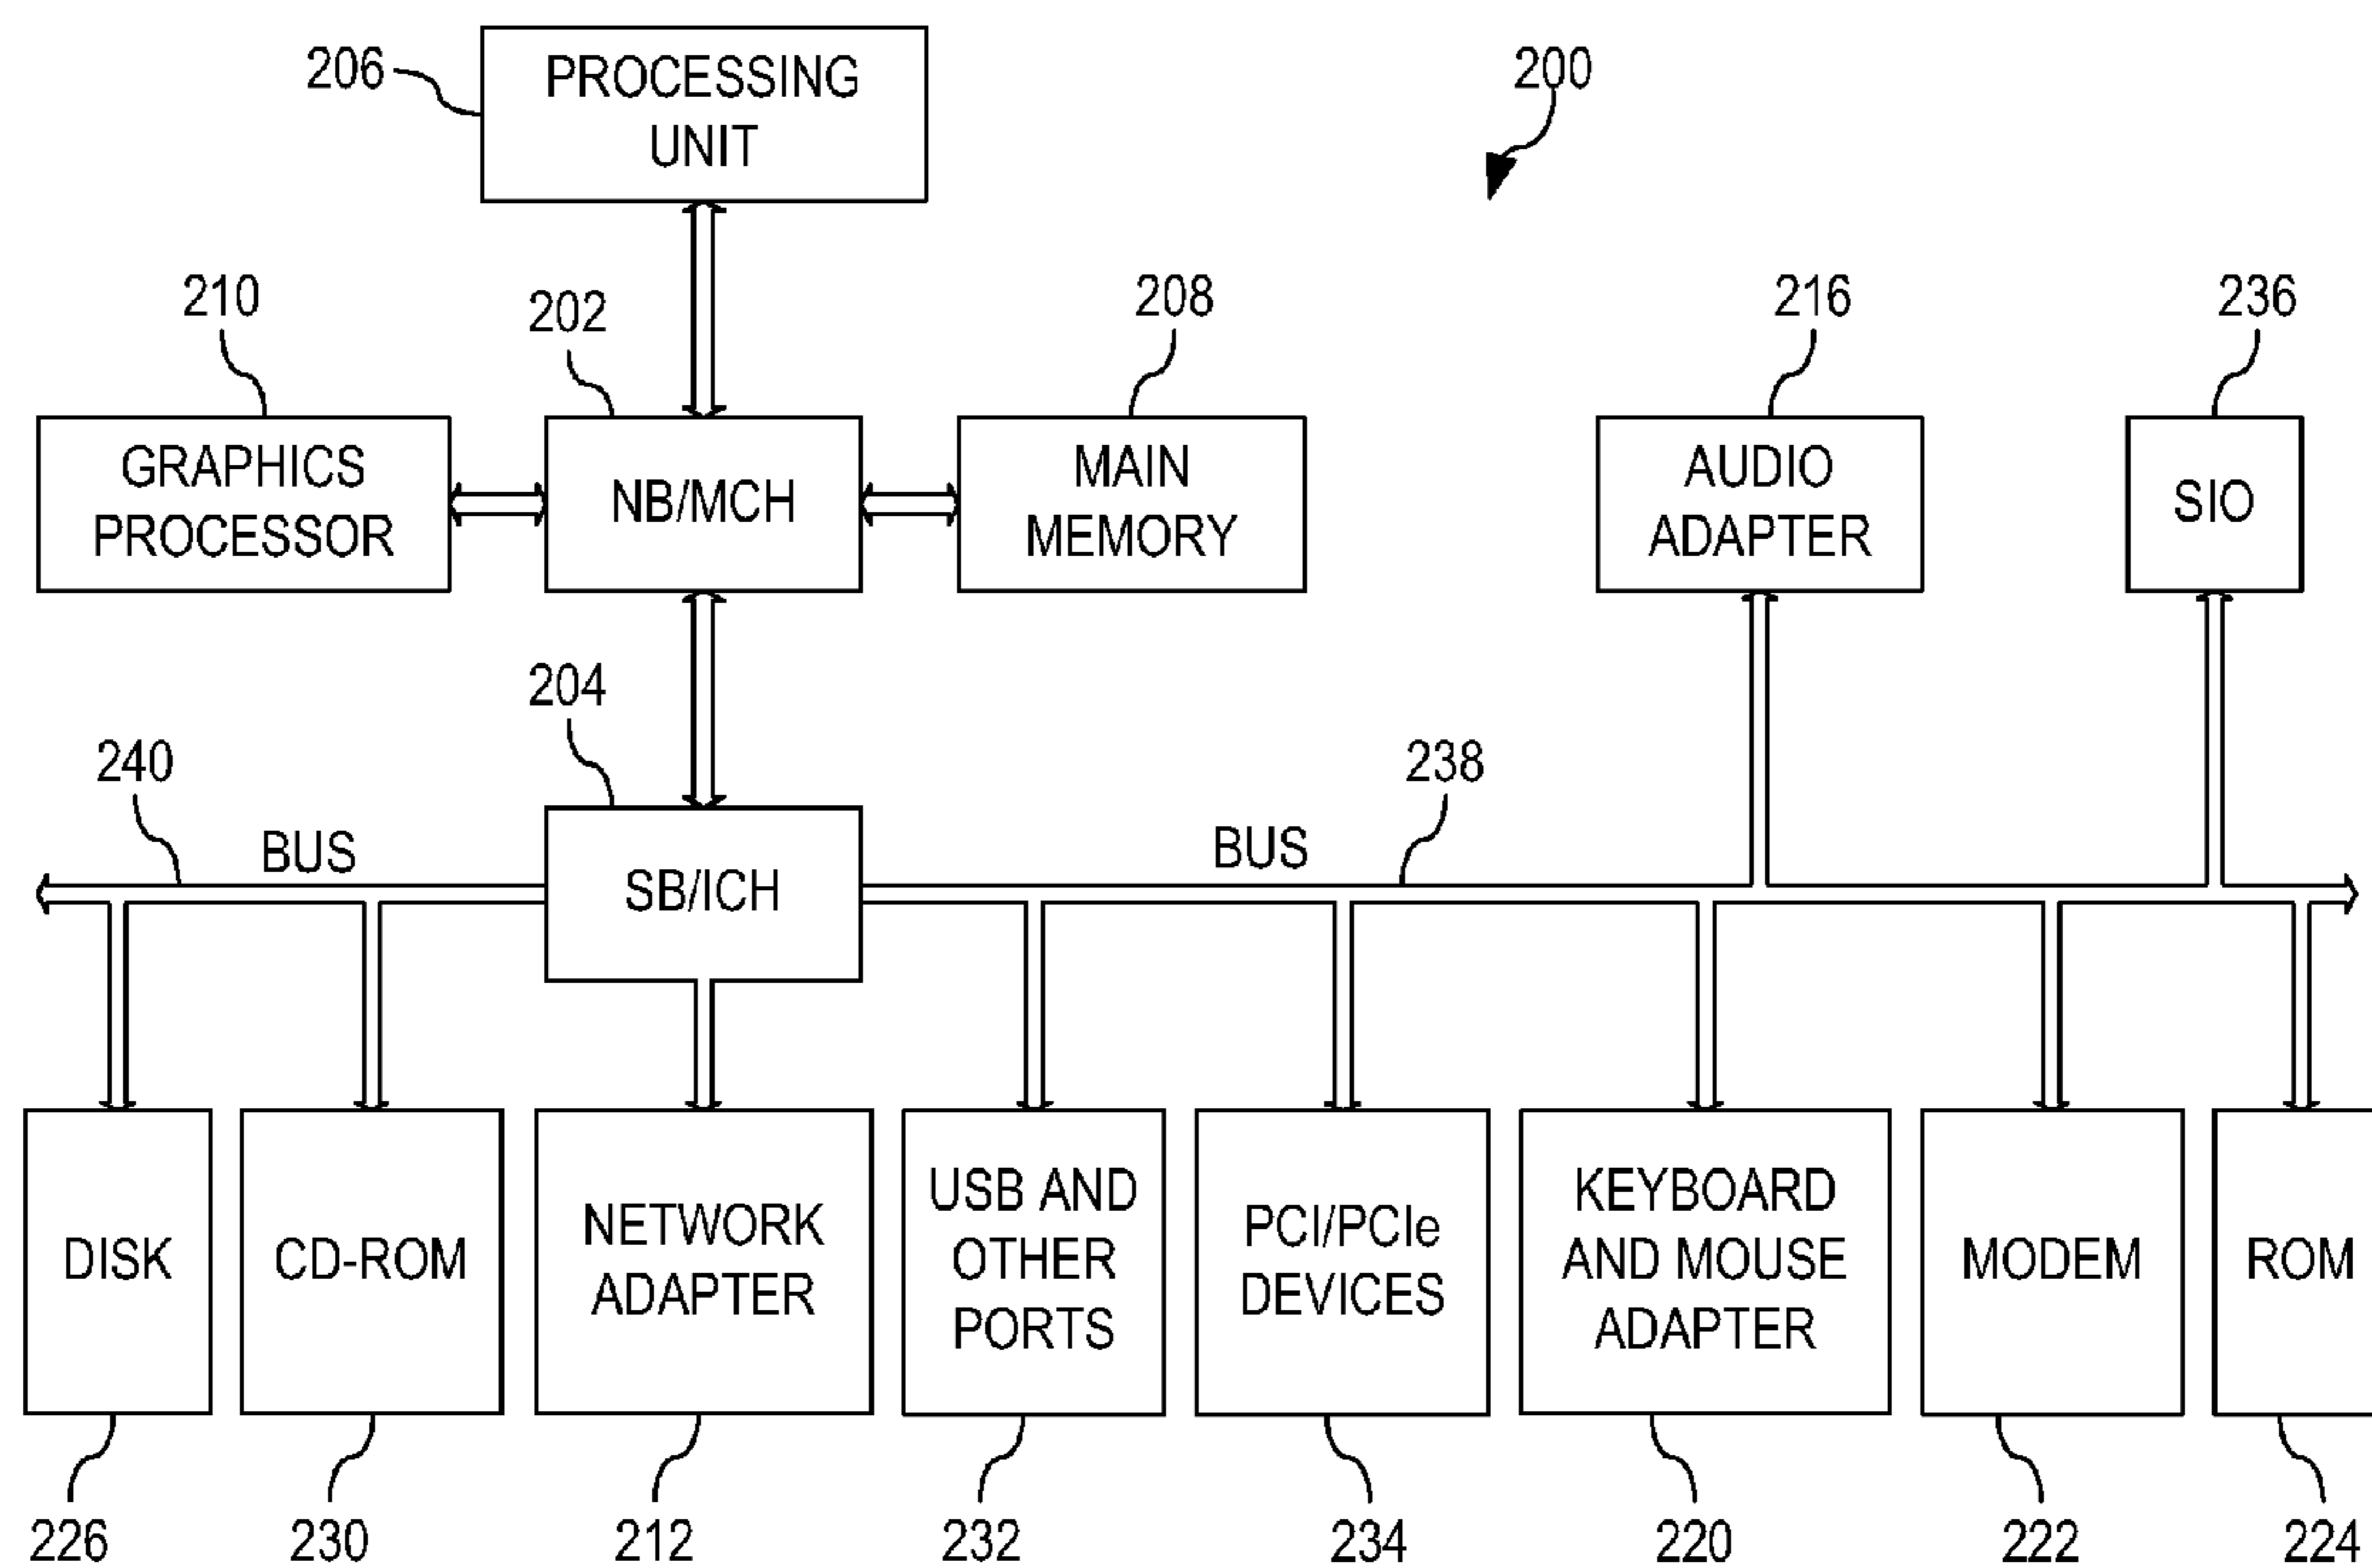 206
PROCESSING
UNIT
200
210
202
208
216
236
GRAPHICS
PROCESSOR
NB/MCH
MAIN
MEMORY
AUDIO
ADAPTER
SIO
204
240
BUS
SB/ICH
BUS
238
DISK
CD-ROM
NETWORK
ADAPTER
USB AND
OTHER
PORTS
PCI/PCIe
DEVICES
KEYBOARD
AND MOUSE
ADAPTER
MODEM
ROM
226
230
212
232
234
220
222
224